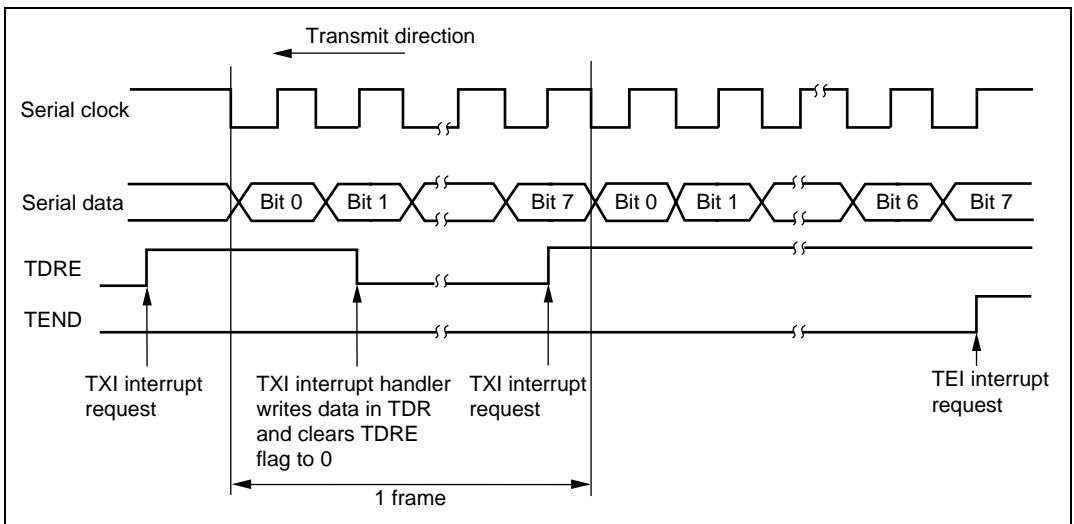 Transmit direction
Serial clock
Serial data
Bit 0
Bit 1
Bit 7
Bit 0
Bit 1
Bit 6
Bit 7
TDRE
TEND
TXI interrupt
request
TXI interrupt handler
writes data in TDR
and clears TDRE
flag to 0
TXI interrupt
request
TEI interrupt
request
1 frame